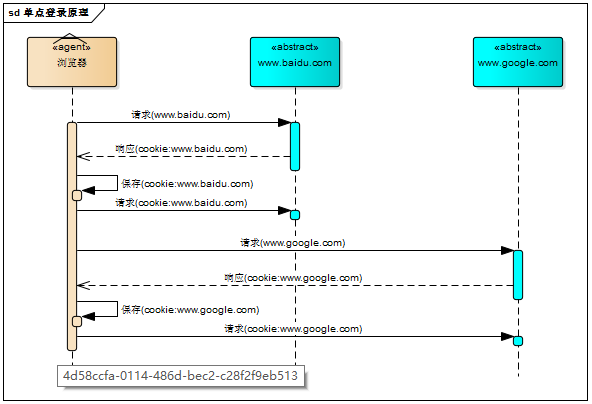 sd 单点登录原理
«agent»
浏览器
«abstract»
www.baidu.com
«abstract»
www.google.com
请求(www.baidu.com)
响应(cookie:www.baidu.com)
保存(cookie:www.baidu.com)
请求(cookie:www.baidu.com)
请求(www.google.com)
响应(cookie:www.google.com)
保存(cookie:www.google.com)
请求(cookie:www.google.com)
4d58ccfa-0114-486d-bec2-c28f2f9eb513